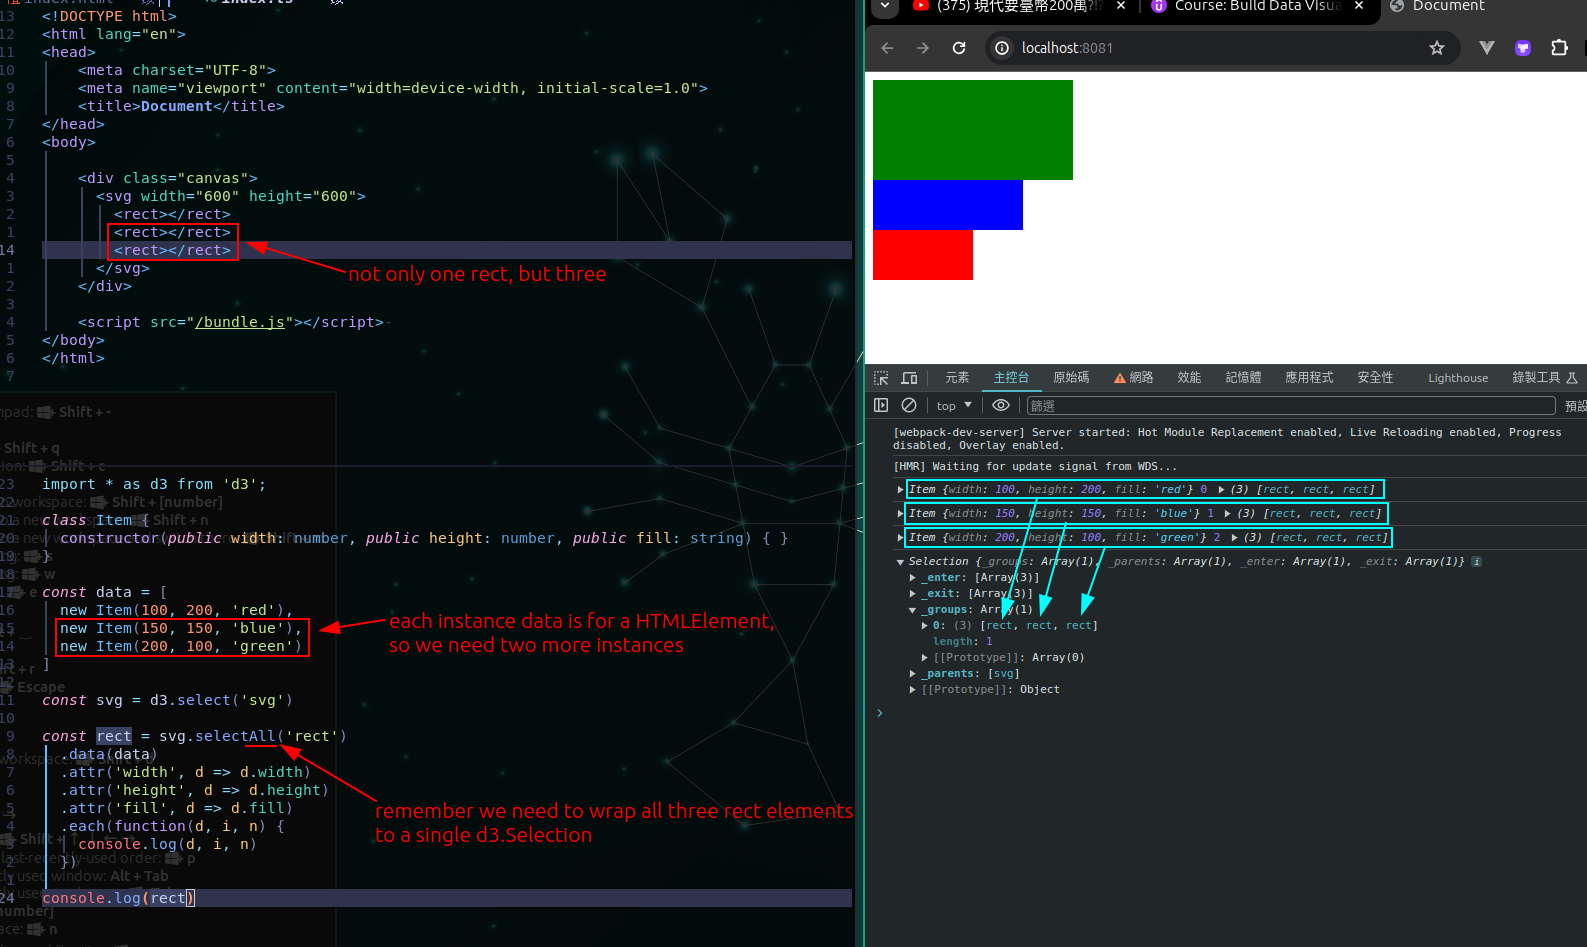 13 <!DOCTYPE html>
12 <html lang="en">
11 <head>
10 <meta charset="UTF-8">
9 <meta name="viewport" content="width=device-width, initial-scale=1.0">
8 <title>Document</title>
7 </head>
6 <body>
5
4 <div class="canvas">
3 <svg width="600" height="600">
2 <rect></rect>
1 <rect></rect>
14 <rect></rect>
1 </svg>
2 </div>
3
4 <script src="/bundle.js"></script>
5 </body>
6 </html>
7
not only one rect, but three
23 import * as d3 from 'd3';
22
21 class Item {
20 constructor(public width: number, public height: number, public fill: string) { }
19 }
18
const data = [
16 new Item(100, 200, 'red'),
15 new Item(150, 150, 'blue'),
14 new Item(200, 100, 'green')
13 ]
12
11 const svg = d3.select('svg')
10
9 const rect = svg.selectAll('rect')
8 .data(data)
7 .attr('width', d => d.width)
6 .attr('height', d => d.height)
5 .attr('fill', d => d.fill)
4 .each(function(d, i, n) {
console.log(d, i, n)
2 })
1
24 console.log(rect)
each instance data is for a HTMLElement,
so we need two more instances
remember we need to wrap all three rect elements
to a single d3.Selection
Shift + -
Shift + q
Shift + c
workspace: Shift + [number]
Shift + n
Escape
last-recently-used order: p
used window: Alt + Tab
number]
n
(375) 現代要臺幣200萬?!?
Course: Build Data Visua
Document
localhost:8081
元素 主控台 原始碼 網路 效能 記憶體 應用程式 安全性 Lighthouse 錄製工具
top 篩選 預設
[webpack-dev-server] Server started: Hot Module Replacement enabled, Live Reloading enabled, Progress
disabled, Overlay enabled.
[HMR] Waiting for update signal from WDS...
Item {width: 100, height: 200, fill: 'red'} 0 (3) [rect, rect, rect]
Item {width: 150, height: 150, fill: 'blue'} 1 (3) [rect, rect, rect]
Item {width: 200, height: 100, fill: 'green'} 2 (3) [rect, rect, rect]
Selection {_groups: Array(1), _parents: Array(1), _enter: Array(1), _exit: Array(1)} i
_enter: [Array(3)]
_exit: [Array(3)]
_groups: Array(1)
0: (3) [rect, rect, rect]
length: 1
[[Prototype]]: Array(0)
_parents: [svg]
[[Prototype]]: Object